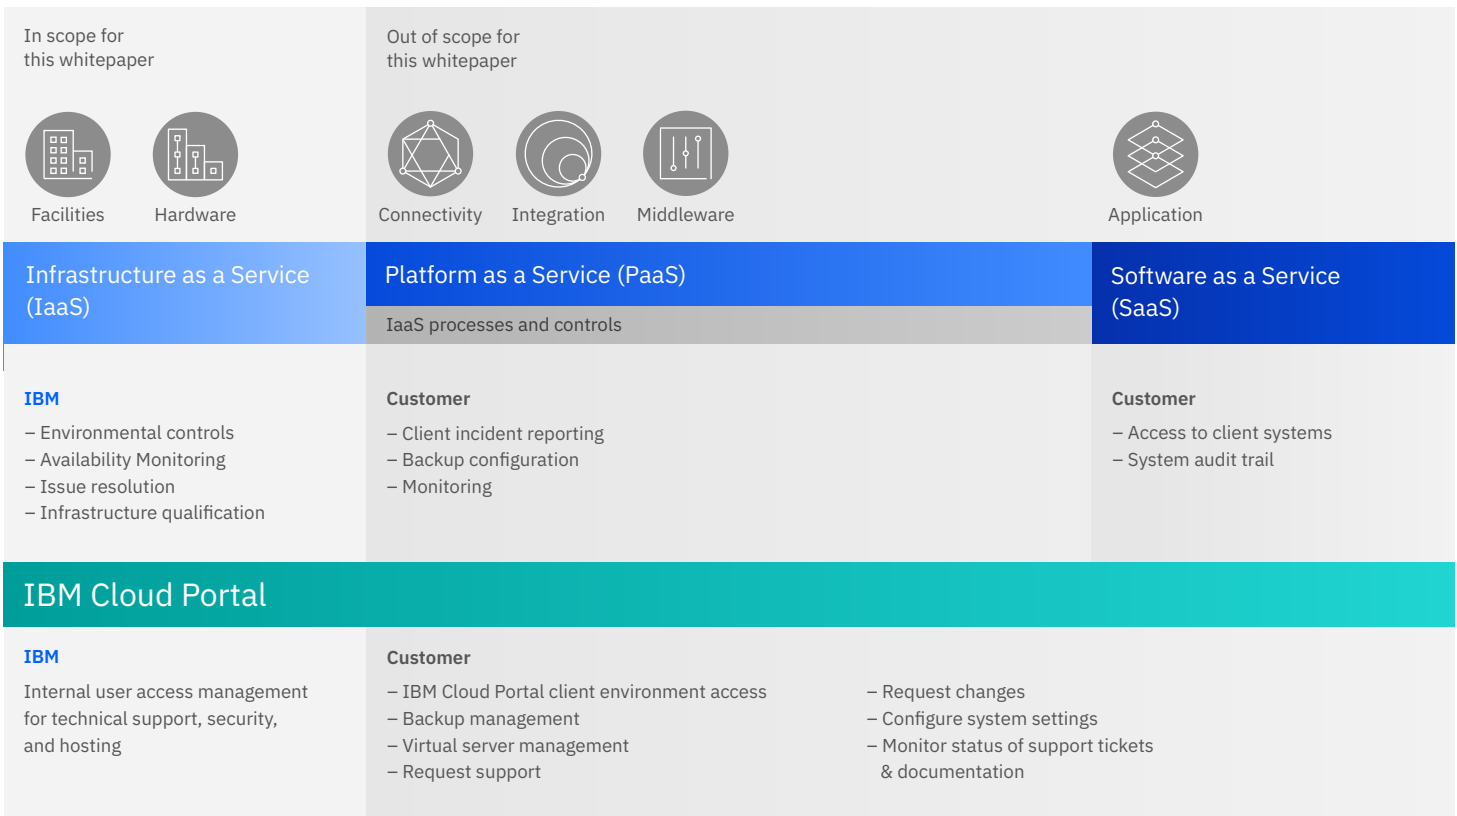 In scope for
this whitepaper
Out of scope for
this whitepaper
Facilities
Hardware
Connectivity
Integration
Middleware
Application
Infrastructure as a Service
(IaaS)
Platform as a Service (PaaS)
IaaS processes and controls
Software as a Service
(SaaS)
IBM
– Environmental controls
– Availability Monitoring
– Issue resolution
– Infrastructure qualification
Customer
– Client incident reporting
– Backup configuration
– Monitoring
Customer
– Access to client systems
– System audit trail
IBM Cloud Portal
IBM
Internal user access management
for technical support, security,
and hosting
Customer
– IBM Cloud Portal client environment access
– Backup management
– Virtual server management
– Request support
– Request changes
– Configure system settings
– Monitor status of support tickets
& documentation